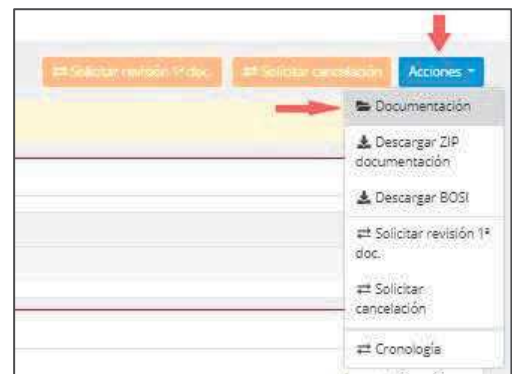 Solicitar revisión 1ª doc.
Solicitar cancelación
Acciones
Documentación
Descargar ZIP
documentación
Descargar BOSI
Solicitar revisión 1ª
doc.
Solicitar
cancelación
Cronología